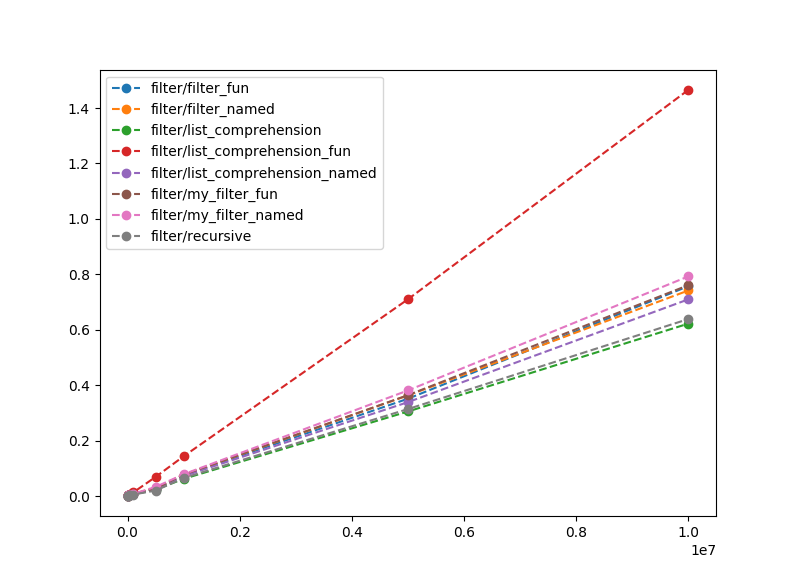 filter/filter_fun
filter/filter_named
filter/list_comprehension
filter/list_comprehension_fun
filter/list_comprehension_named
filter/my_filter_fun
filter/my_filter_named
filter/recursive
1.4
1.2
1.0
0.8
0.6
0.4
0.2
0.0
0.0 0.2 0.4 0.6 0.8 1.0
1e7